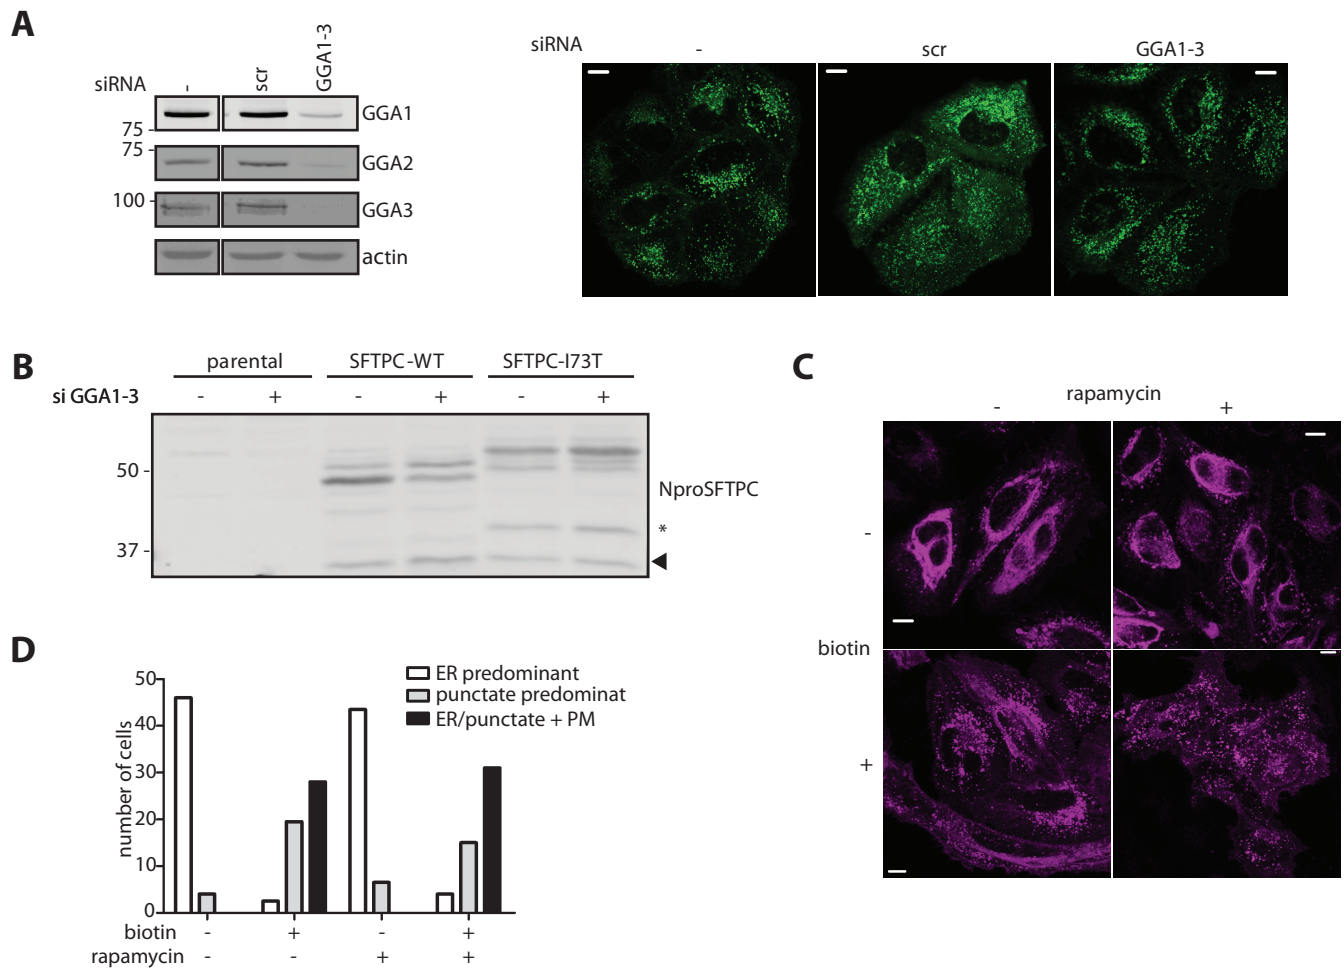 A
siRNA
-
scr
GGA1-3
75 -
GGA1
75 -
GGA2
100 -
GGA3
actin
siRNA
-
scr
GGA1-3
B
parental
SFTPC-WT
SFTPC-I73T
si GGA1-3
- + - + - +
50 -
NproSFTPC
*
37 -
C
rapamycin
- +
-
biotin
+
D
ER predominant
punctate predominat
ER/punctate + PM
number of cells
50
40
30
20
10
0
biotin - + - +
rapamycin - - + +